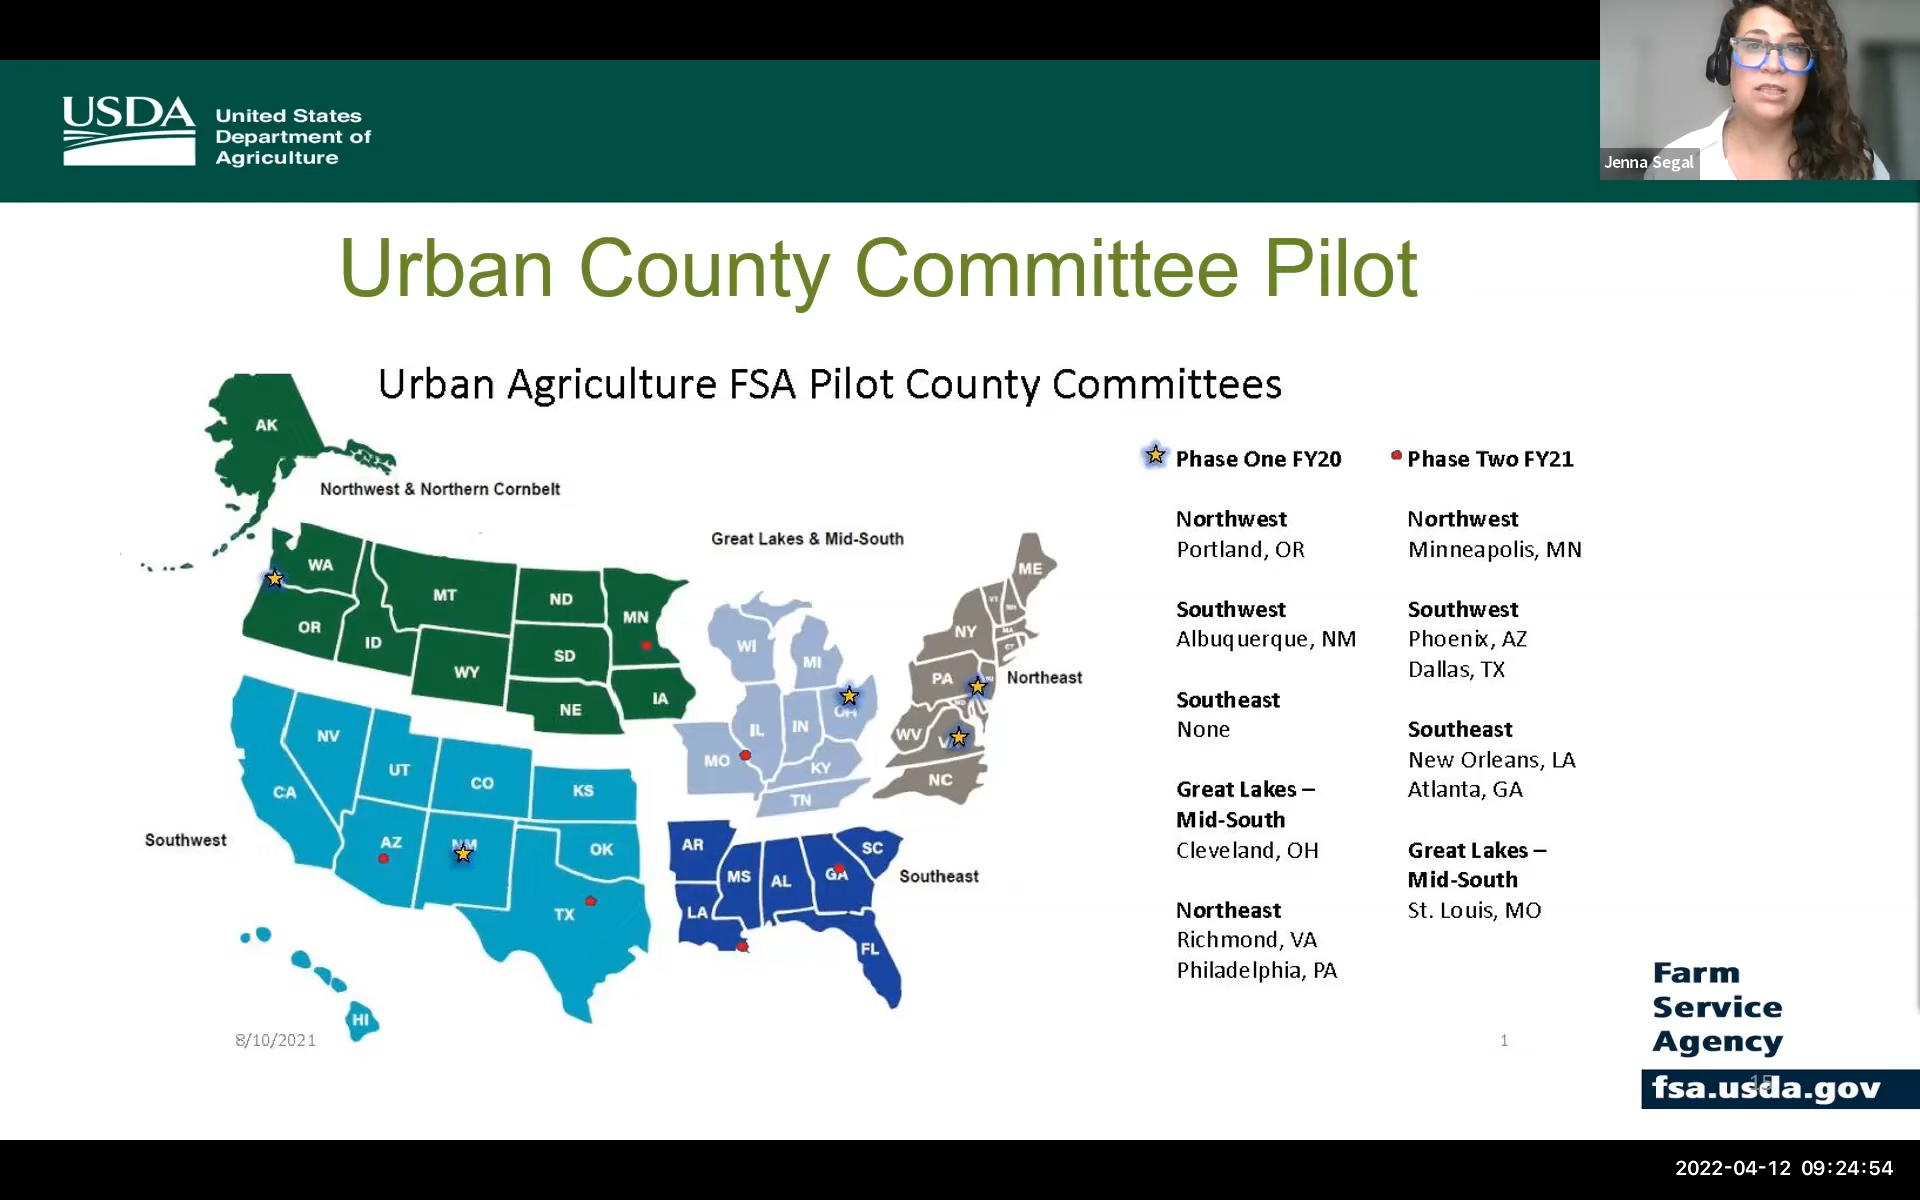 USDA
United States
Department of
Agriculture
Jenna Segal
Urban County Committee Pilot
Urban Agriculture FSA Pilot County Committees
AK
Northwest & Northern Cornbelt
WA
MT
ND
MN
OR
ID
SD
WY
NE
IA
Great Lakes & Mid-South
WI
MI
OH
IL
IN
MO
KY
TN
ME
VT
NH
NY
MA
CT
PA
Northeast
WV
VA
NC
NV
UT
CO
KS
CA
Southwest
AZ
NM
OK
TX
HI
AR
SC
MS
AL
GA
Southeast
LA
FL
Phase One FY20
Northwest
Portland, OR
Southwest
Albuquerque, NM
Southeast
None
Great Lakes –
Mid-South
Cleveland, OH
Northeast
Richmond, VA
Philadelphia, PA
Phase Two FY21
Northwest
Minneapolis, MN
Southwest
Phoenix, AZ
Dallas, TX
Southeast
New Orleans, LA
Atlanta, GA
Great Lakes –
Mid-South
St. Louis, MO
8/10/2021
1
Farm
Service
Agency
fsa.usda.gov
15
2022-04-12 09:24:54